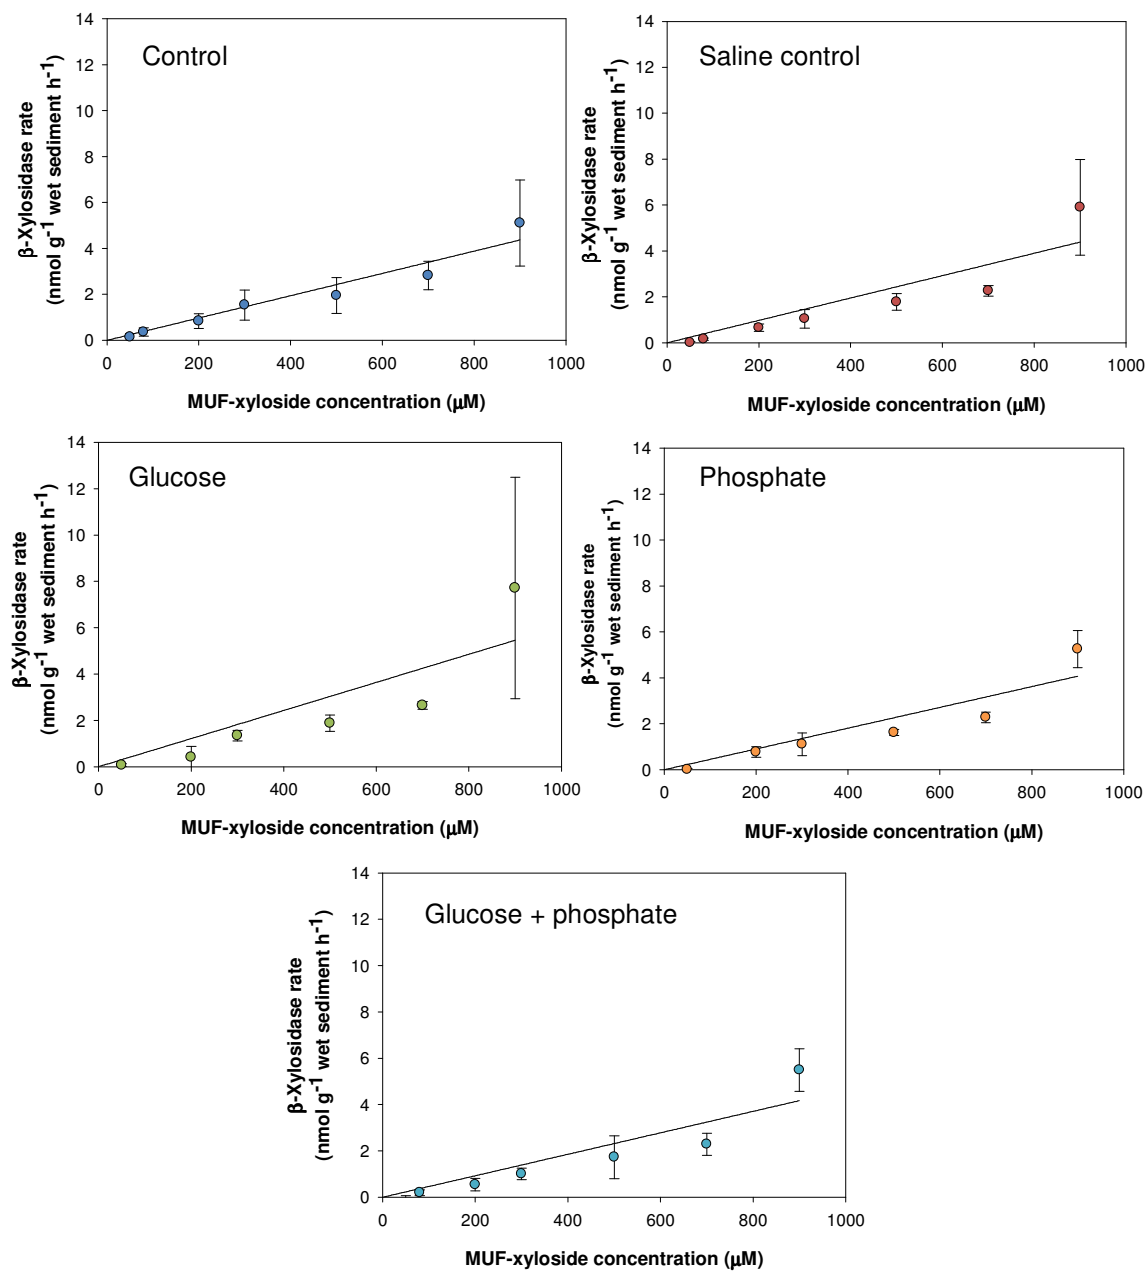 Control
14
12
10
8
6
4
2
0
0 200 400 600 800 1000
β-Xylosidase rate
(nmol g-1 wet sediment h-1)
MUF-xyloside concentration (µM)
Saline control
14
12
10
8
6
4
2
0
0 200 400 600 800 1000
β-Xylosidase rate
(nmol g-1 wet sediment h-1)
MUF-xyloside concentration (µM)
Glucose
14
12
10
8
6
4
2
0
0 200 400 600 800 1000
β-Xylosidase rate
(nmol g-1 wet sediment h-1)
MUF-xyloside concentration (µM)
Phosphate
14
12
10
8
6
4
2
0
0 200 400 600 800 1000
β-Xylosidase rate
(nmol g-1 wet sediment h-1)
MUF-xyloside concentration (µM)
Glucose + phosphate
14
12
10
8
6
4
2
0
0 200 400 600 800 1000
β-Xylosidase rate
(nmol g-1 wet sediment h-1)
MUF-xyloside concentration (µM)